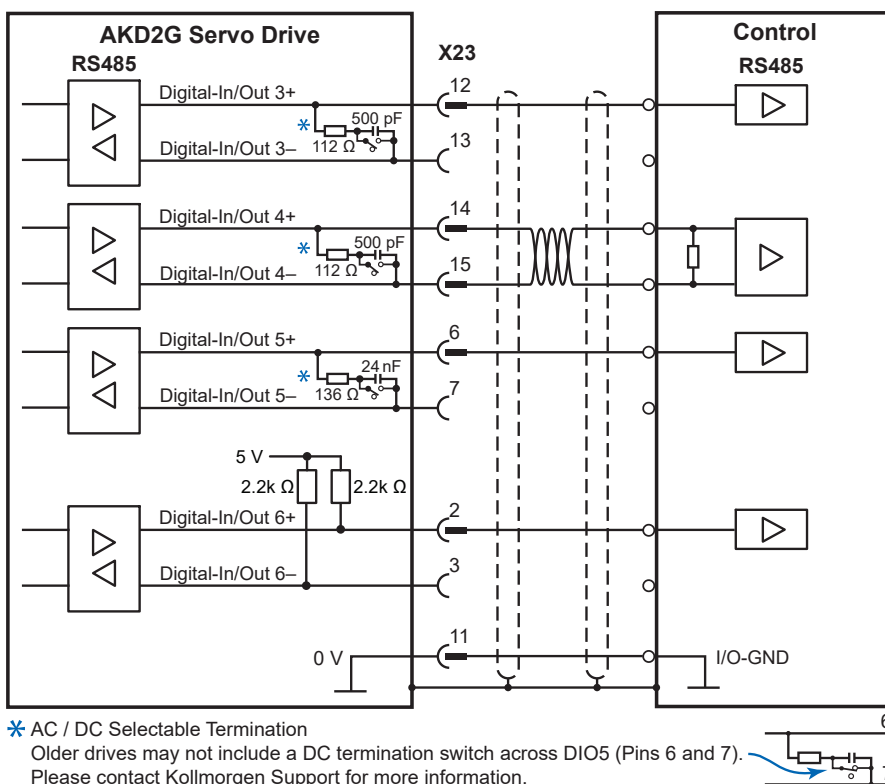 AKD2G Servo Drive
X23
Control
RS485
RS485
Digital-In/Out 3+
12
500 pF
112 Ω
Digital-In/Out 3–
13
Digital-In/Out 4+
14
500 pF
112 Ω
Digital-In/Out 4–
15
Digital-In/Out 5+
6
24 nF
136 Ω
Digital-In/Out 5–
7
5 V
2.2k Ω
2.2k Ω
Digital-In/Out 6+
2
Digital-In/Out 6–
3
0 V
11
I/O-GND
* AC / DC Selectable Termination
Older drives may not include a DC termination switch across DIO5 (Pins 6 and 7).
Please contact Kollmorgen Support for more information.